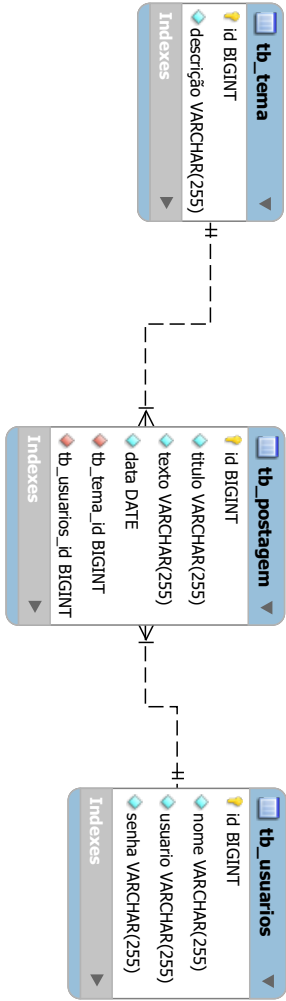 tb_tema
id BIGINT
descrição VARCHAR(255)
Indexes
tb_postagem
id BIGINT
titulo VARCHAR(255)
texto VARCHAR(255)
data DATE
tb_tema_id BIGINT
tb_usuarios_id BIGINT
Indexes
tb_usuarios
id BIGINT
nome VARCHAR(255)
usuario VARCHAR(255)
senha VARCHAR(255)
Indexes